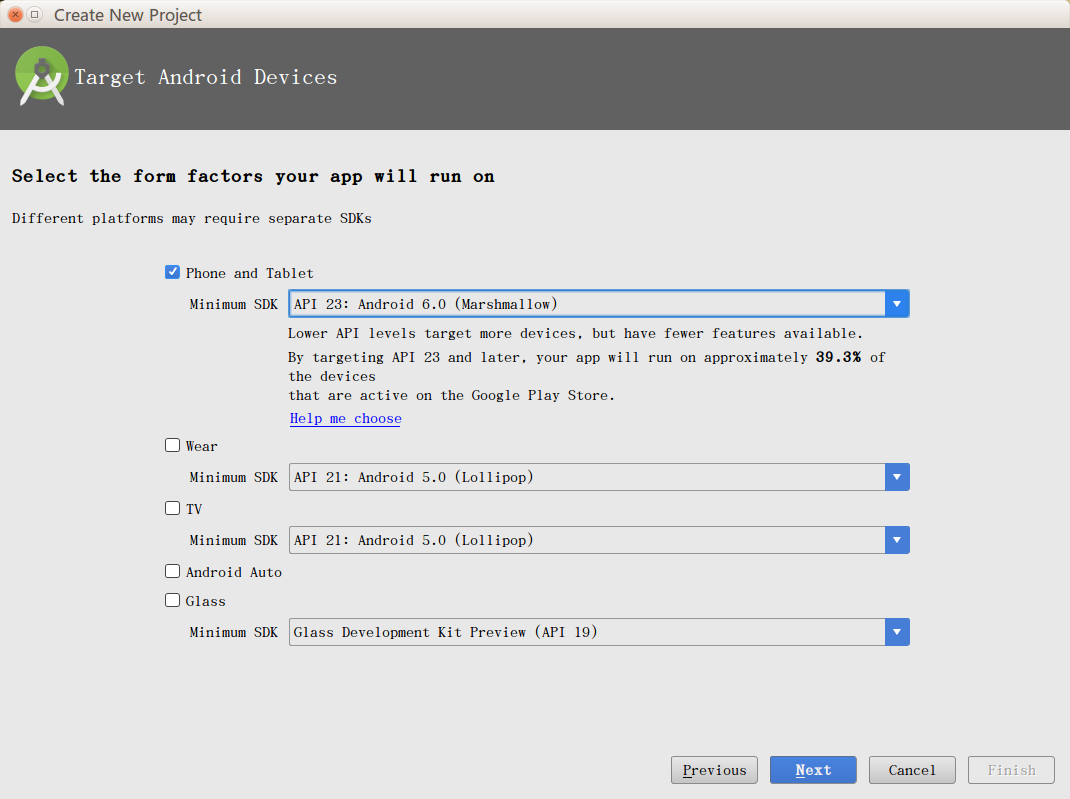 Create New Project
Target Android Devices
Select the form factors your app will run on
Different platforms may require separate SDKs
Phone and Tablet
Minimum SDK API 23: Android 6.0 (Marshmallow)
Lower API levels target more devices, but have fewer features available.
By targeting API 23 and later, your app will run on approximately 39.3% of
the devices
that are active on the Google Play Store.
Help me choose
Wear
Minimum SDK API 21: Android 5.0 (Lollipop)
TV
Minimum SDK API 21: Android 5.0 (Lollipop)
Android Auto
Glass
Minimum SDK Glass Development Kit Preview (API 19)
Previous Next Cancel Finish